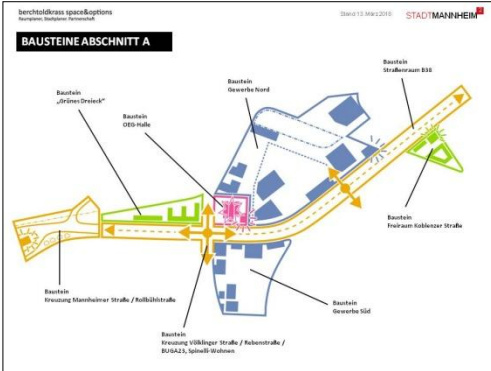 berchtoldkrass space&options
Raumplaner, Stadtplaner. Partnerschaft
Stand 13. März 2019
STADTMANNHEIM²
BAUSTEINE ABSCHNITT A
Baustein
Straßenraum B38
Baustein
Gewerbe Nord
Baustein
„Grünes Dreieck"
Baustein
OEG-Halle
Baustein
Freiraum Koblenzer Straße
Baustein
Kreuzung Mannheimer Straße / Rollbühlstraße
Baustein
Gewerbe Süd
Baustein
Kreuzung Völklinger Straße / Rebenstraße /
BUGA23, Spinelli-Wohnen